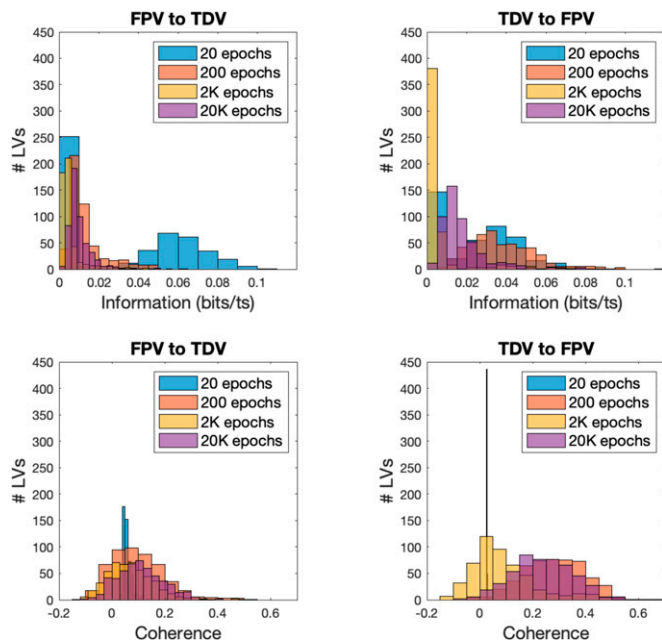 FPV to TDV
450
400
350
300
250
200
150
100
50
0
# LVs
20 epochs
200 epochs
2K epochs
20K epochs
0 0.02 0.04 0.06 0.08 0.1
Information (bits/ts)
TDV to FPV
450
400
350
300
250
200
150
100
50
0
# LVs
20 epochs
200 epochs
2K epochs
20K epochs
0 0.02 0.04 0.06 0.08 0.1
Information (bits/ts)
FPV to TDV
450
400
350
300
250
200
150
100
50
0
# LVs
20 epochs
200 epochs
2K epochs
20K epochs
-0.2 0 0.2 0.4 0.6
Coherence
TDV to FPV
450
400
350
300
250
200
150
100
50
0
# LVs
20 epochs
200 epochs
2K epochs
20K epochs
-0.2 0 0.2 0.4 0.6
Coherence